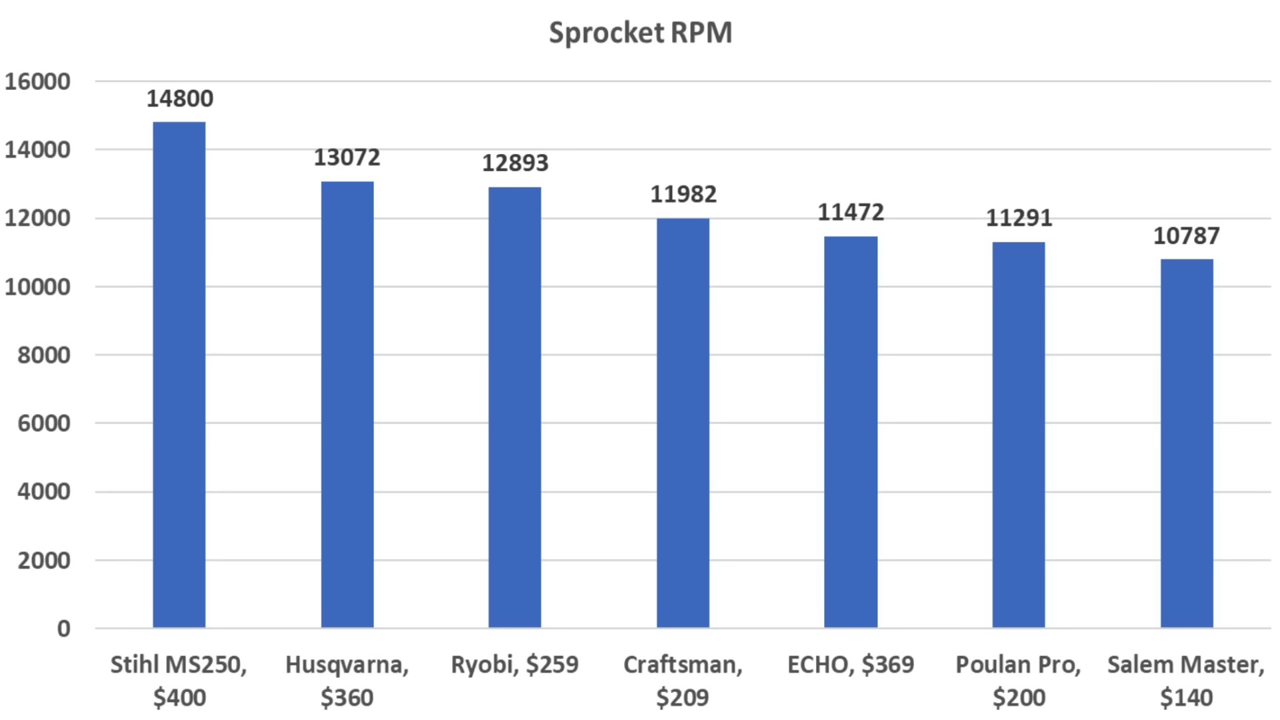 Sprocket RPM
16000
14000
12000
10000
8000
6000
4000
2000
0
14800
13072
12893
11982
11472
11291
10787
Stihl MS250,
$400
Husqvarna,
$360
Ryobi, $259
Craftsman,
$209
ECHO, $369
Poulan Pro,
$200
Salem Master,
$140